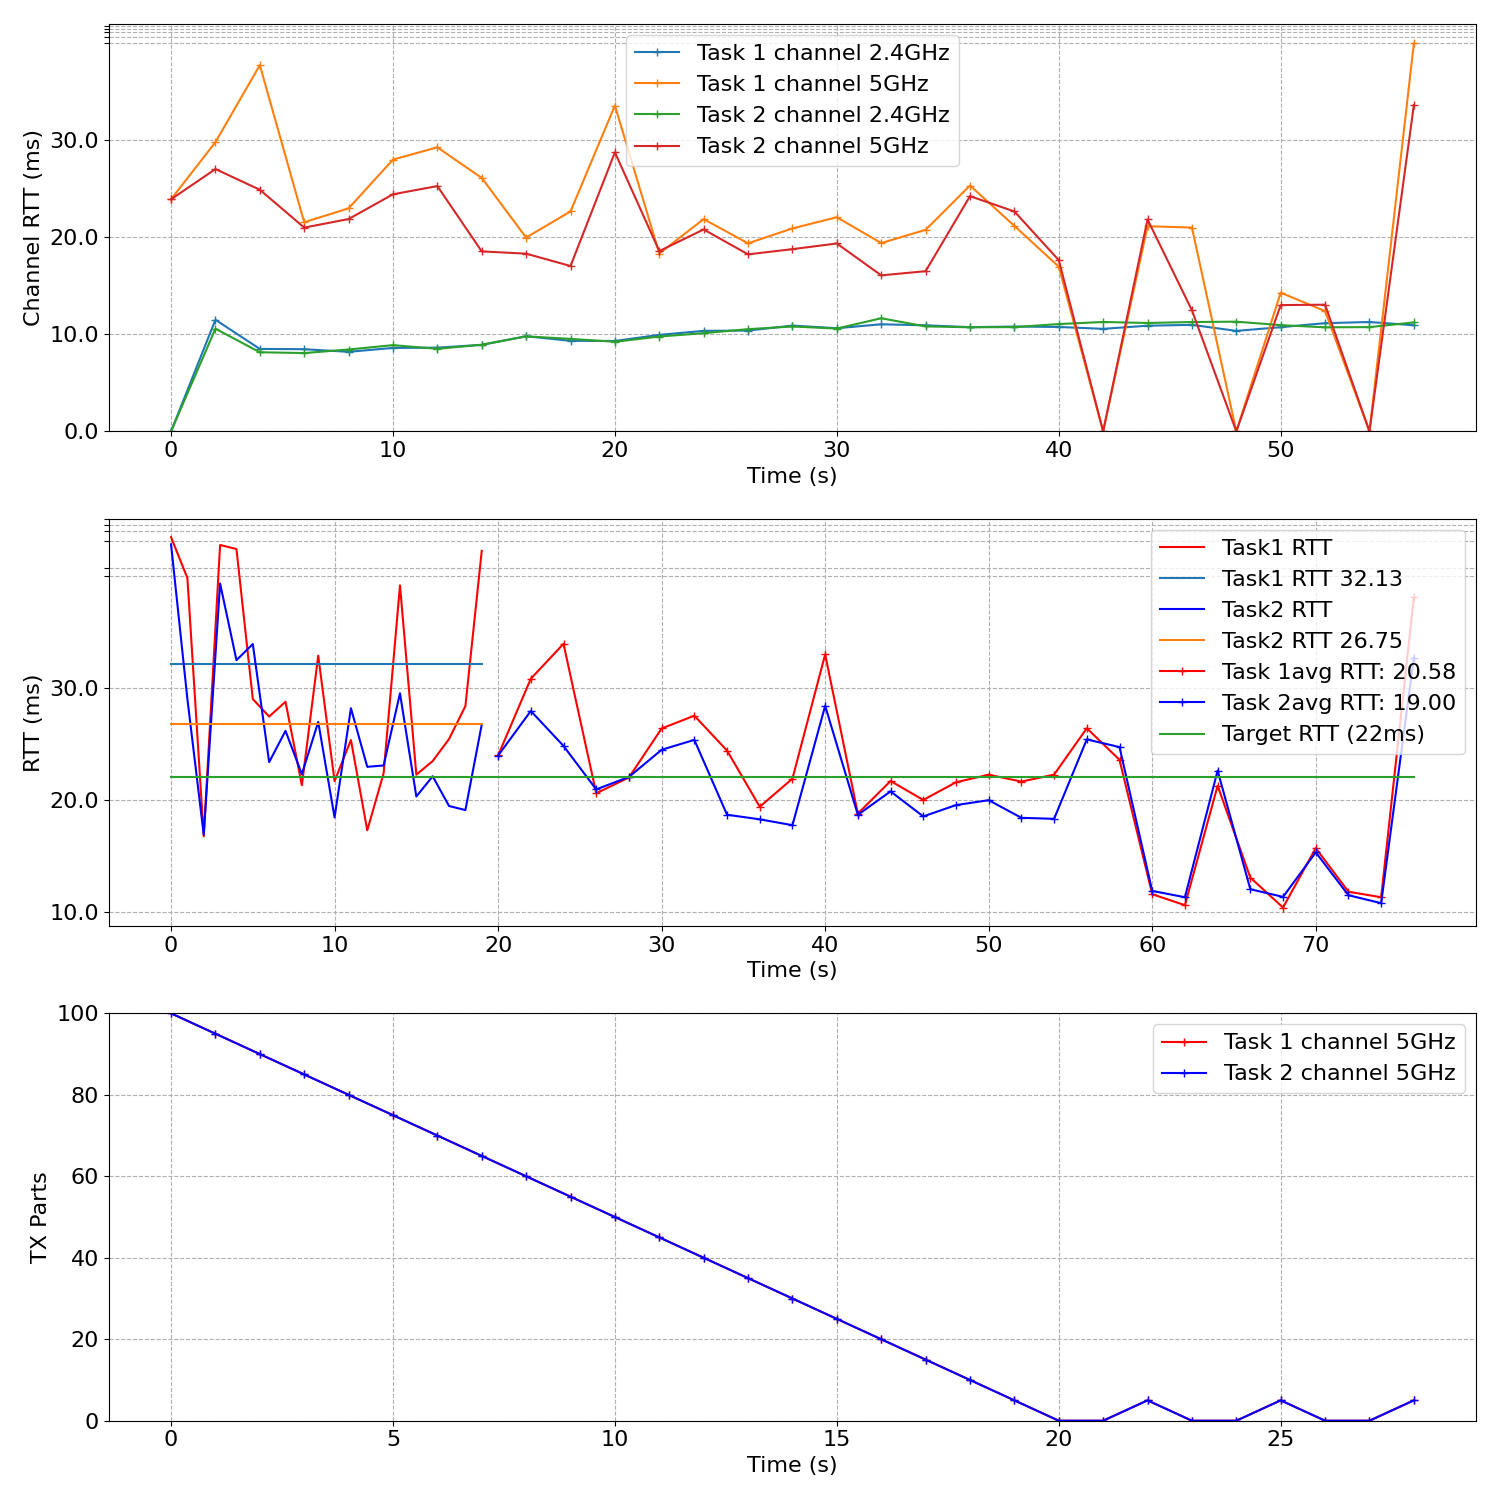 Channel RTT (ms)
30.0
20.0
10.0
0.0
Task 1 channel 2.4GHz
Task 1 channel 5GHz
Task 2 channel 2.4GHz
Task 2 channel 5GHz
0 10 20 30 40 50
Time (s)
RTT (ms)
30.0
20.0
10.0
Task1 RTT
Task1 RTT 32.13
Task2 RTT
Task2 RTT 26.75
Task 1avg RTT: 20.58
Task 2avg RTT: 19.00
Target RTT (22ms)
0 10 20 30 40 50 60 70
Time (s)
TX Parts
100
80
60
40
20
0
Task 1 channel 5GHz
Task 2 channel 5GHz
0 5 10 15 20 25
Time (s)